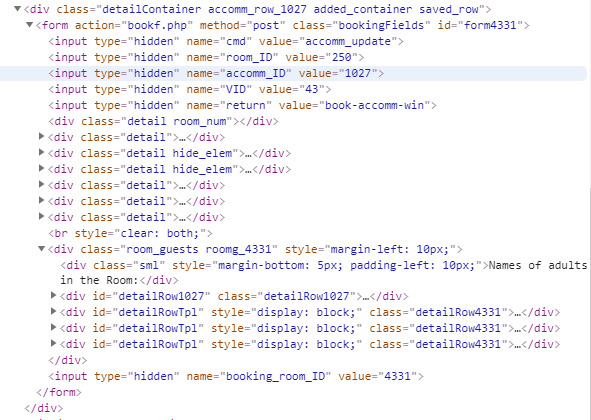 <div class="detailContainer accomm_row_1027 added_container saved_row">
<form action="bookf.php" method="post" class="bookingFields" id="form4331">
<input type="hidden" name="cmd" value="accomm_update">
<input type="hidden" name="room_ID" value="250">
<input type="hidden" name="accomm_ID" value="1027">
<input type="hidden" name="VID" value="43">
<input type="hidden" name="return" value="book-accomm-win">
<div class="detail room_num"></div>
<div class="detail">…</div>
<div class="detail hide_elem">…</div>
<div class="detail hide_elem">…</div>
<div class="detail">…</div>
<div class="detail">…</div>
<div class="detail">…</div>
<br style="clear: both;">
<div class="room_guests roomg_4331" style="margin-left: 10px;">
<div class="sml" style="margin-bottom: 5px; padding-left: 10px;">Names of adults
in the Room:</div>
<div id="detailRow1027" class="detailRow1027">…</div>
<div id="detailRowTpl" style="display: block;" class="detailRow4331">…</div>
<div id="detailRowTpl" style="display: block;" class="detailRow4331">…</div>
<div id="detailRowTpl" style="display: block;" class="detailRow4331">…</div>
</div>
<input type="hidden" name="booking_room_ID" value="4331">
</form>
</div>